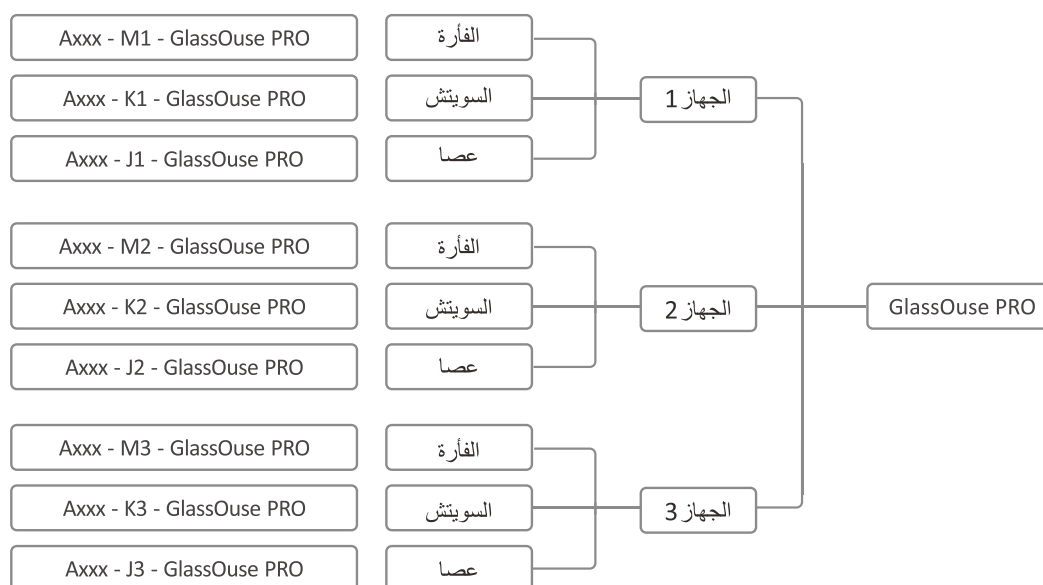 Axxx - M1 - GlassOuse PRO
الفأرة
Axxx - K1 - GlassOuse PRO
السويتش
الجهاز 1
Axxx - J1 - GlassOuse PRO
عصا
Axxx - M2 - GlassOuse PRO
الفأرة
Axxx - K2 - GlassOuse PRO
السويتش
الجهاز 2
GlassOuse PRO
Axxx - J2 - GlassOuse PRO
عصا
Axxx - M3 - GlassOuse PRO
الفأرة
Axxx - K3 - GlassOuse PRO
السويتش
الجهاز 3
Axxx - J3 - GlassOuse PRO
عصا